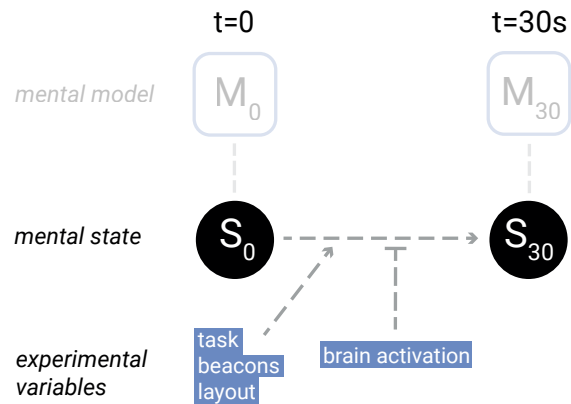 t=0 t=30s
mental model M0 M30
mental state S0 S30
task
beacons brain activation
experimental
variables layout